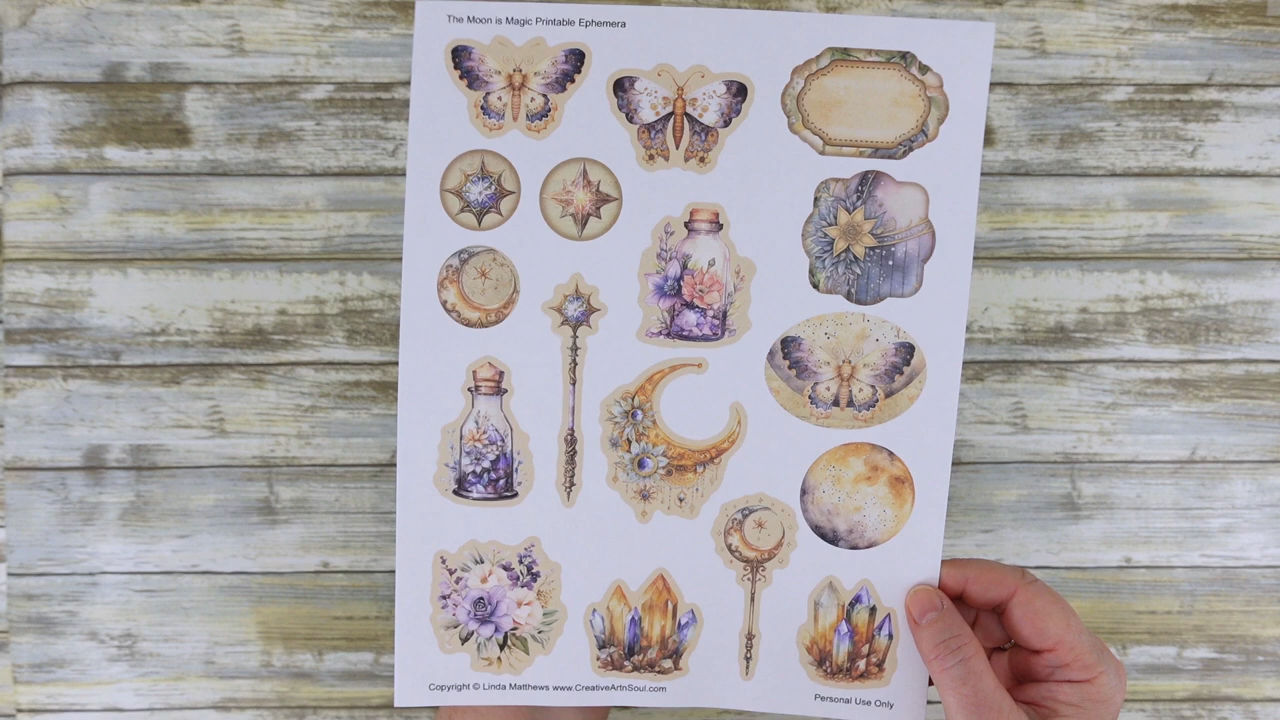 The Moon is Magic Printable Ephemera
Copyright © Linda Matthews www.CreativeArtnSoul.com
Personal Use Only